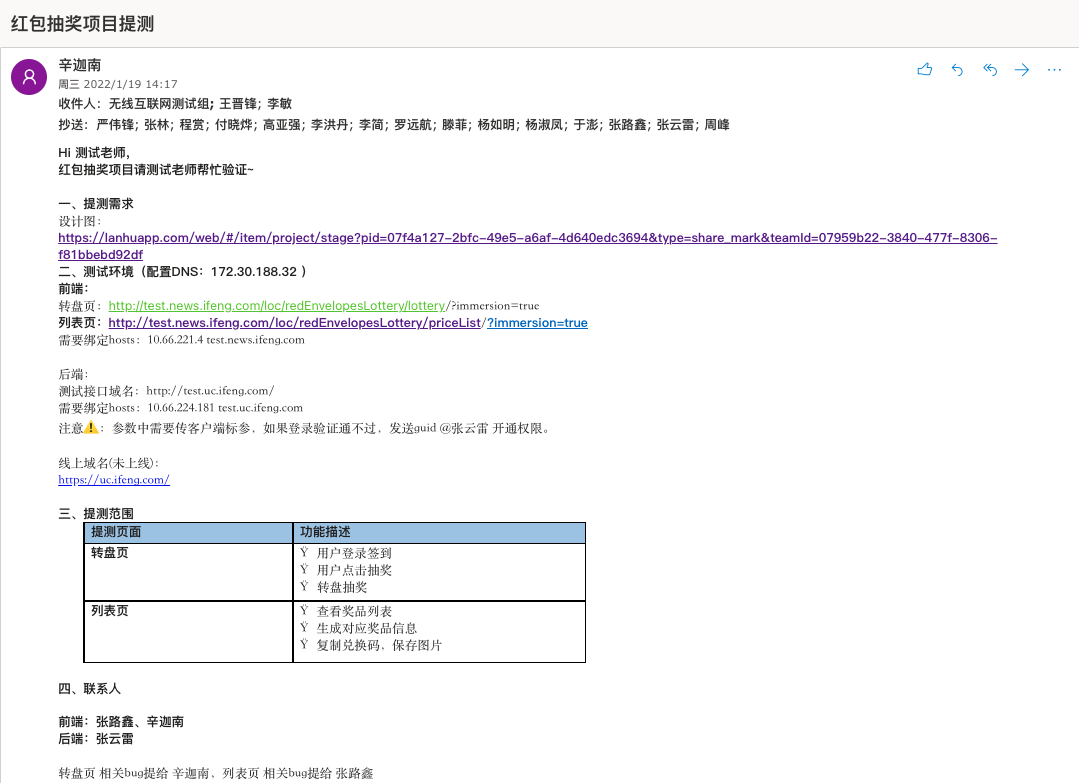 红包抽奖项目提测
辛迦南
周三 2022/1/19 14:17
收件人：无线互联网测试组; 王晋锋; 李敏
抄送：严伟锋; 张林; 程赏; 付晓烨; 高亚强; 李洪丹; 李简; 罗远航; 滕菲; 杨如明; 杨淑凤; 于澎; 张路鑫; 张云雷; 周峰
Hi 测试老师,
红包抽奖项目请测试老师帮忙验证~
一、提测需求
设计图：
https://lanhuapp.com/web/#/item/project/stage?pid=07f4a127-2bfc-49e5-a6af-4d640edc3694&type=share_mark&teamId=07959b22-3840-477f-8306-
f81bbebd92df
二、测试环境（配置DNS：172.30.188.32 ）
前端：
转盘页：http://test.news.ifeng.com/loc/redEnvelopesLottery/lottery/?immersion=true
列表页：http://test.news.ifeng.com/loc/redEnvelopesLottery/priceList/?immersion=true
需要绑定hosts：10.66.221.4 test.news.ifeng.com
后端：
测试接口域名：http://test.uc.ifeng.com/
需要绑定hosts：10.66.224.181 test.uc.ifeng.com
注意⚠️：参数中需要传客户端标参，如果登录验证通不过，发送guid @张云雷 开通权限。
线上域名(未上线)：
https://uc.ifeng.com/
三、提测范围
提测页面 功能描述
转盘页 Ÿ 用户登录签到
Ÿ 用户点击抽奖
Ÿ 转盘抽奖
列表页 Ÿ 查看奖品列表
Ÿ 生成对应奖品信息
Ÿ 复制兑换码，保存图片
四、联系人
前端：张路鑫、辛迦南
后端：张云雷
转盘页 相关bug提给 辛迦南，列表页 相关bug提给 张路鑫